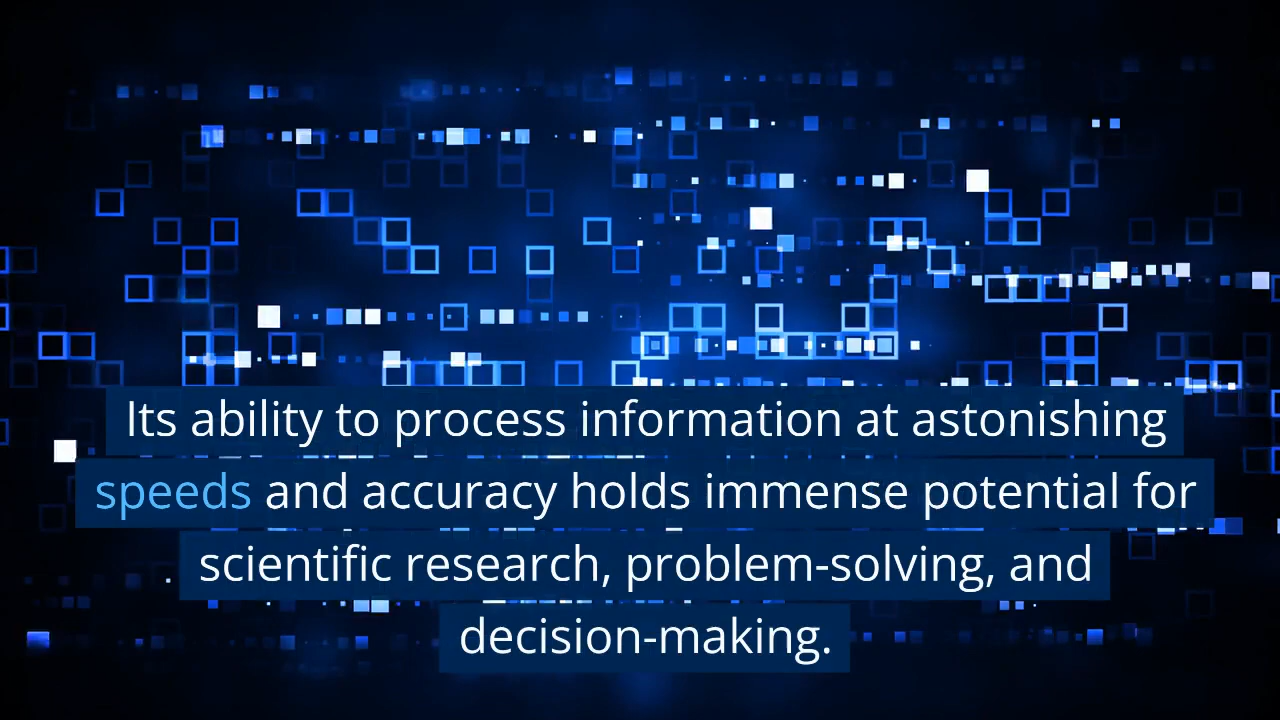 Its ability to process information at astonishing
speeds and accuracy holds immense potential for
scientific research, problem-solving, and
decision-making.